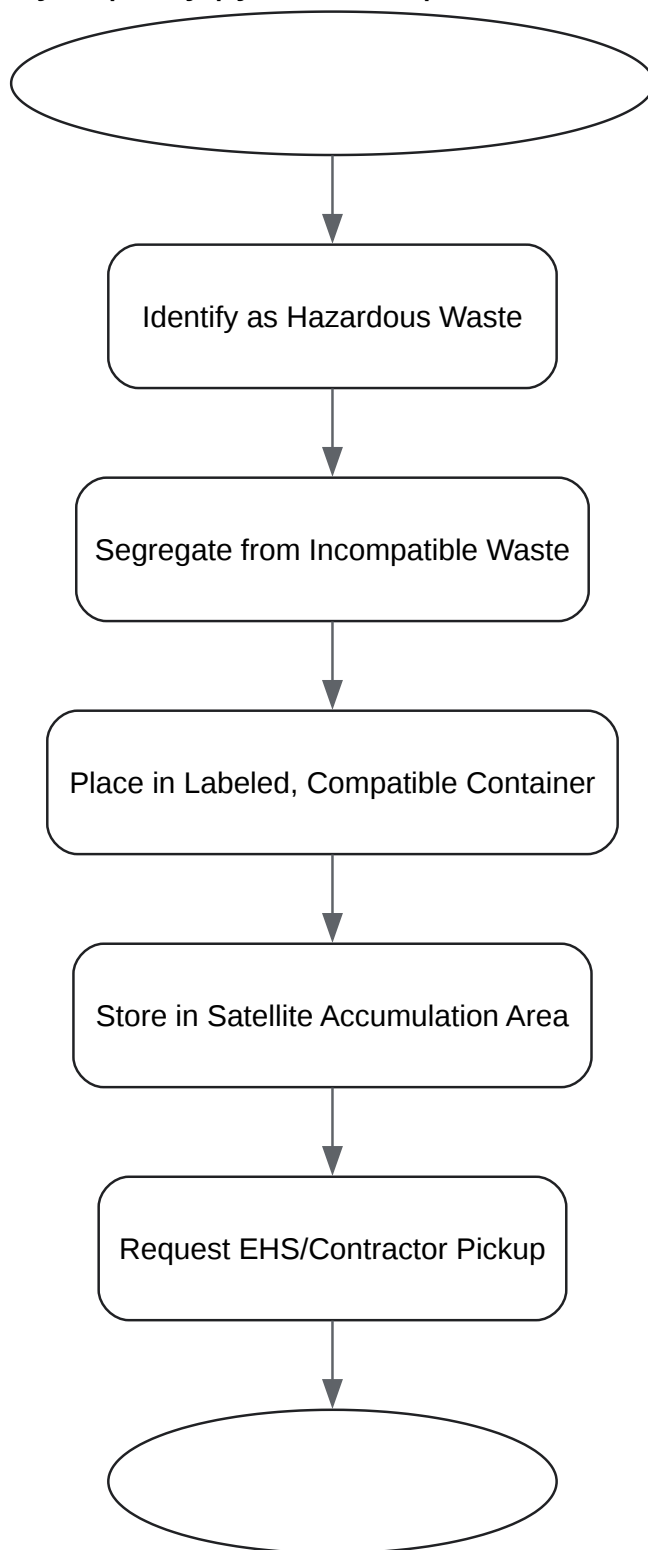 Identify as Hazardous Waste
Segregate from Incompatible Waste
Place in Labeled, Compatible Container
Store in Satellite Accumulation Area
Request EHS/Contractor Pickup